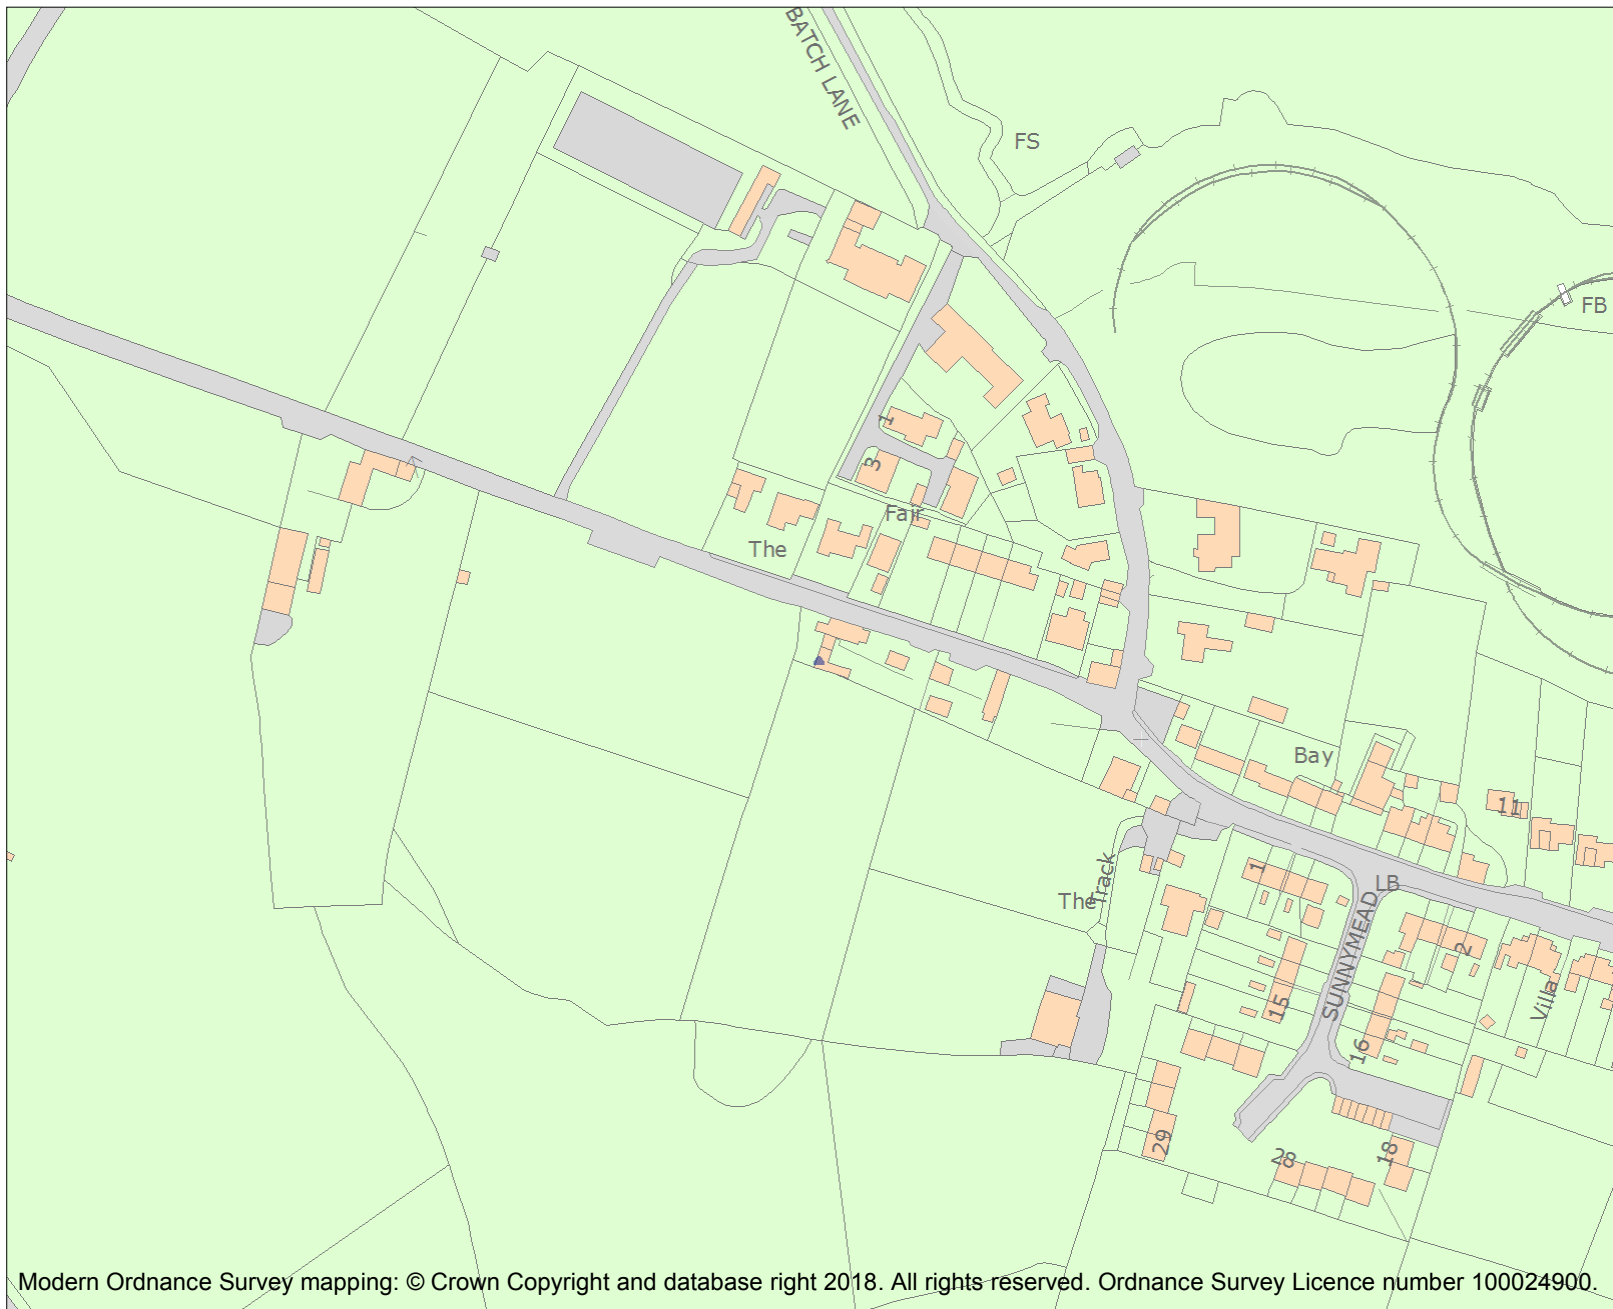 BATCH LANE
FS
FB
1
3
Fair
The
Bay
11
1
Track
The
LB
SUNNYMEAD
2
15
Villa
16
29
28
18
Modern Ordnance Survey mapping: © Crown Copyright and database right 2018. All rights reserved. Ordnance Survey Licence number 100024900.